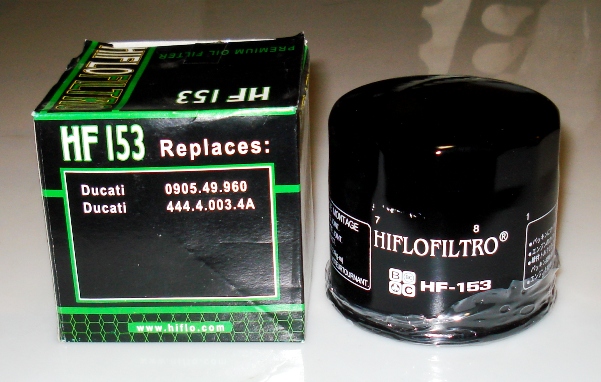 PREMIUM OIL FILTER
HIFLOFILTRO
HF 153
HF 153 Replaces:
Ducati 0905.49.960
Ducati 444.4.003.4A
www.hiflo.com
MONTAGE
7
8
1
HIFLOFILTRO®
HF-153